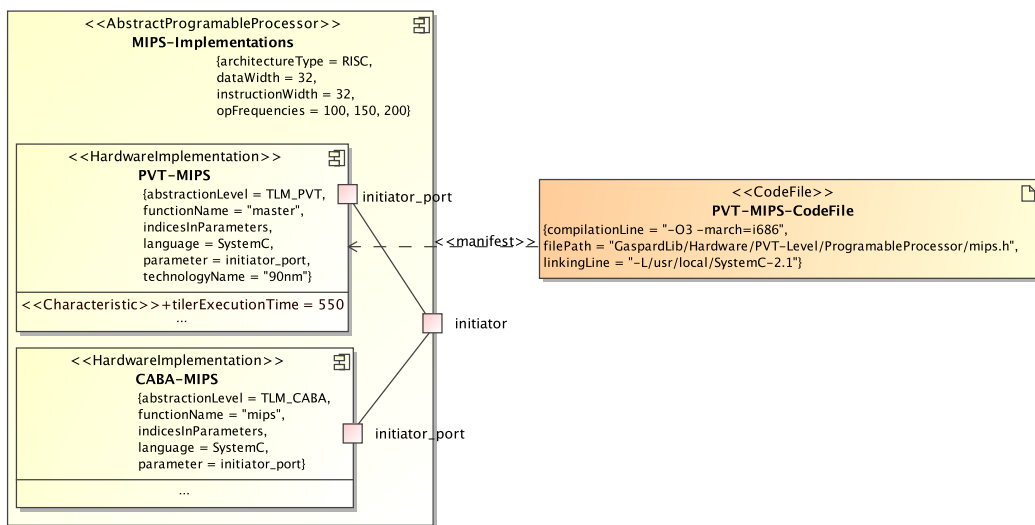 <<AbstractProgramableProcessor>>
MIPS-Implementations
{architectureType = RISC,
dataWidth = 32,
instructionWidth = 32,
opFrequencies = 100, 150, 200}
<<HardwareImplementation>>
PVT-MIPS
{abstractionLevel = TLM_PVT,
functionName = "master",
indicesInParameters,
language = SystemC,
parameter = initiator_port,
technologyName = "90nm"}
<<Characteristic>>+tilerExecutionTime = 550
...
initiator_port
<<manifest>>
<<CodeFile>>
PVT-MIPS-CodeFile
{compilationLine = "-O3 -march=i686",
filePath = "GaspardLib/Hardware/PVT-Level/ProgramableProcessor/mips.h",
linkingLine = "-L/usr/local/SystemC-2.1"}
initiator
<<HardwareImplementation>>
CABA-MIPS
{abstractionLevel = TLM_CABA,
functionName = "mips",
indicesInParameters,
language = SystemC,
parameter = initiator_port}
...
initiator_port